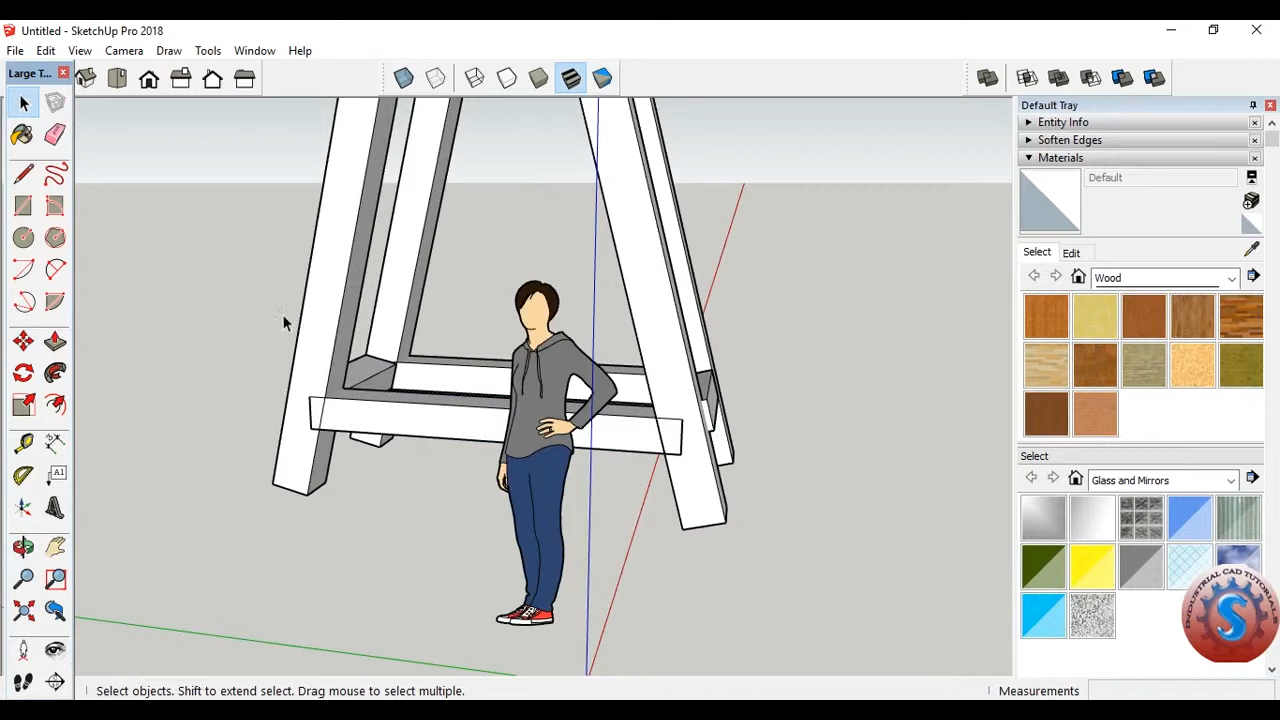 Untitled - SketchUp Pro 2018
File Edit View Camera Draw Tools Window Help
Large T...
Default Tray
Entity Info
Soften Edges
Materials
Default
Select Edit
Wood
A1
Select
Glass and Mirrors
INDUSTRIAL CAD TUTORIALS
S
Select objects. Shift to extend select. Drag mouse to select multiple.
Measurements